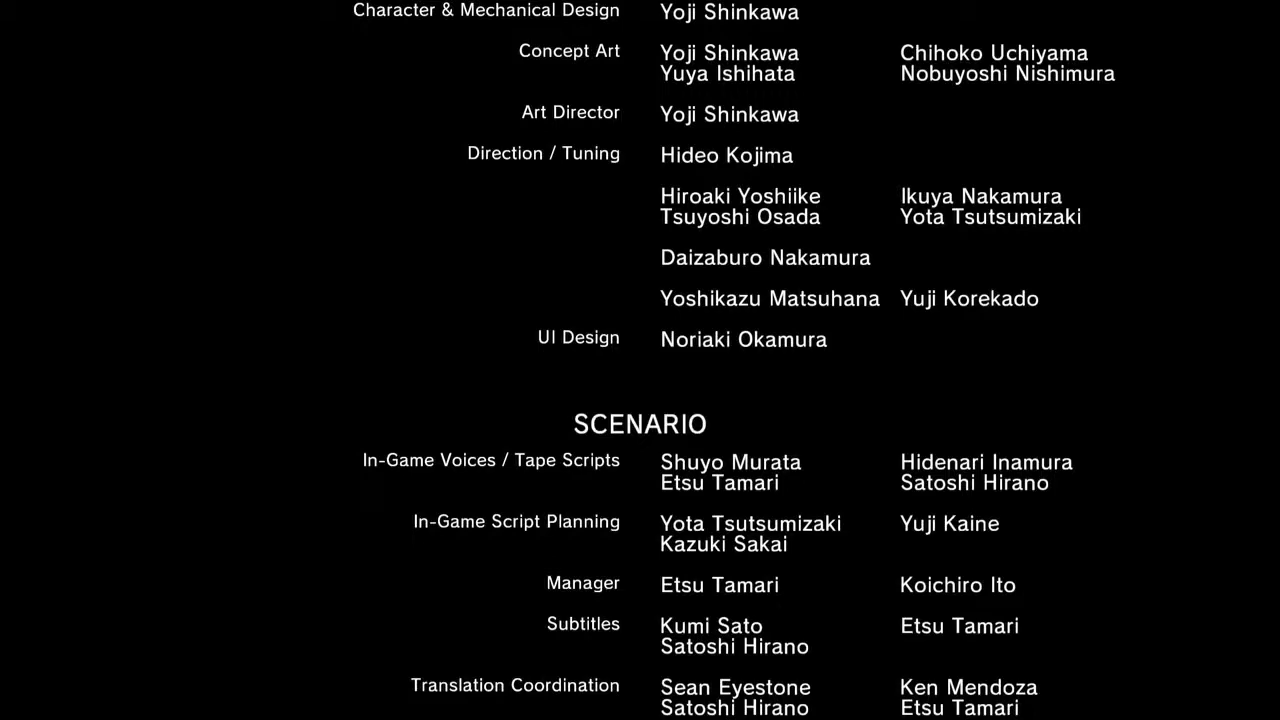 Character & Mechanical Design Yoji Shinkawa
Concept Art Yoji Shinkawa Chihoko Uchiyama
Yuya Ishihata Nobuyoshi Nishimura
Art Director Yoji Shinkawa
Direction / Tuning Hideo Kojima
Hiroaki Yoshiike Ikuya Nakamura
Tsuyoshi Osada Yota Tsutsumizaki
Daizaburo Nakamura
Yoshikazu Matsuhana Yuji Korekado
UI Design Noriaki Okamura
SCENARIO
In-Game Voices / Tape Scripts Shuyo Murata Hidenari Inamura
Etsu Tamari Satoshi Hirano
In-Game Script Planning Yota Tsutsumizaki Yuji Kaine
Kazuki Sakai
Manager Etsu Tamari Koichiro Ito
Subtitles Kumi Sato Etsu Tamari
Satoshi Hirano
Translation Coordination Sean Eyestone Ken Mendoza
Satoshi Hirano Etsu Tamari